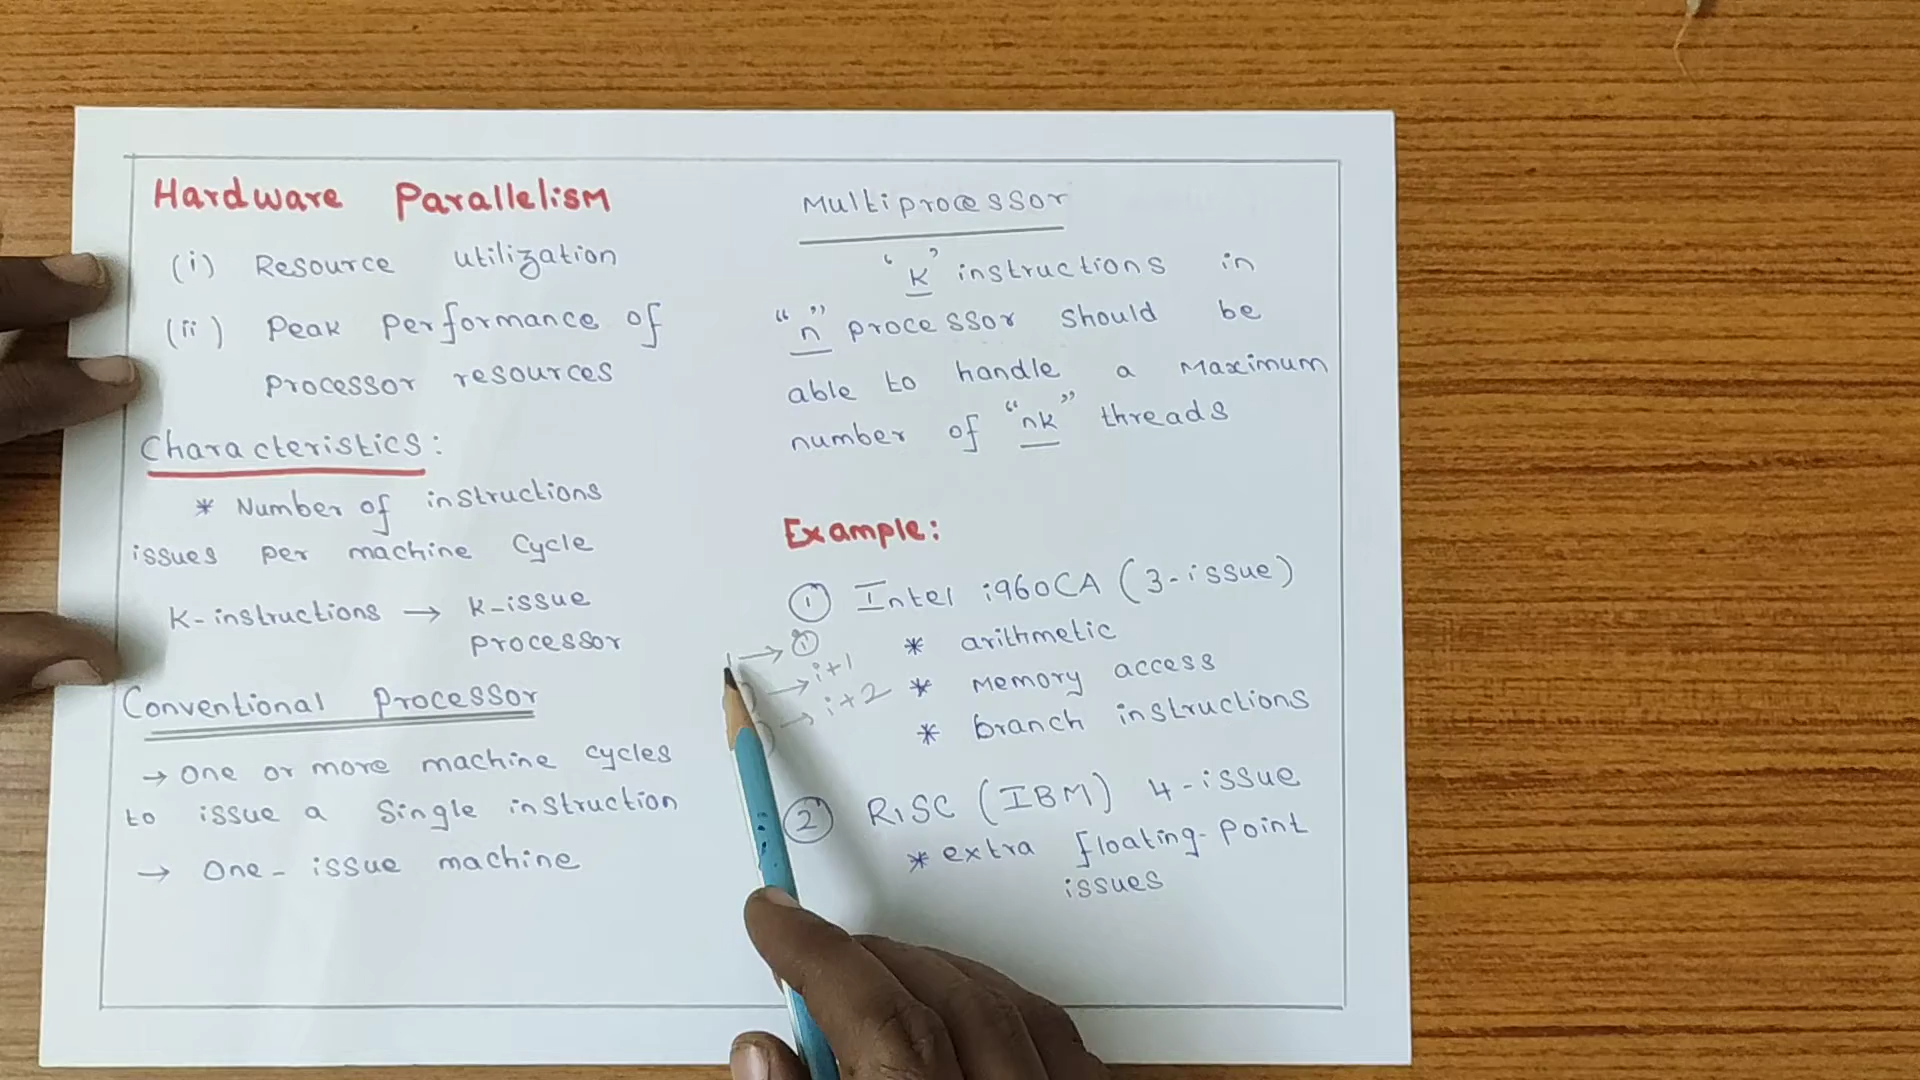 Hardware Parallelism
(i) Resource utilization
(ii) Peak performance of
processor resources
Characteristics:
* Number of instructions
issues per machine cycle
K-instructions → K-issue
processor
Conventional Processor
→ One or more machine cycles
to issue a single instruction
→ One-issue machine
Multiprocessor
‘K’ instructions in
“n” processor should be
able to handle a maximum
number of “nk” threads
Example:
① Intel i960CA (3-issue)
* arithmetic
* memory access
* branch instructions
→ i
→ i+1
→ i+2
② RISC (IBM) 4-issue
* extra floating-point
issues